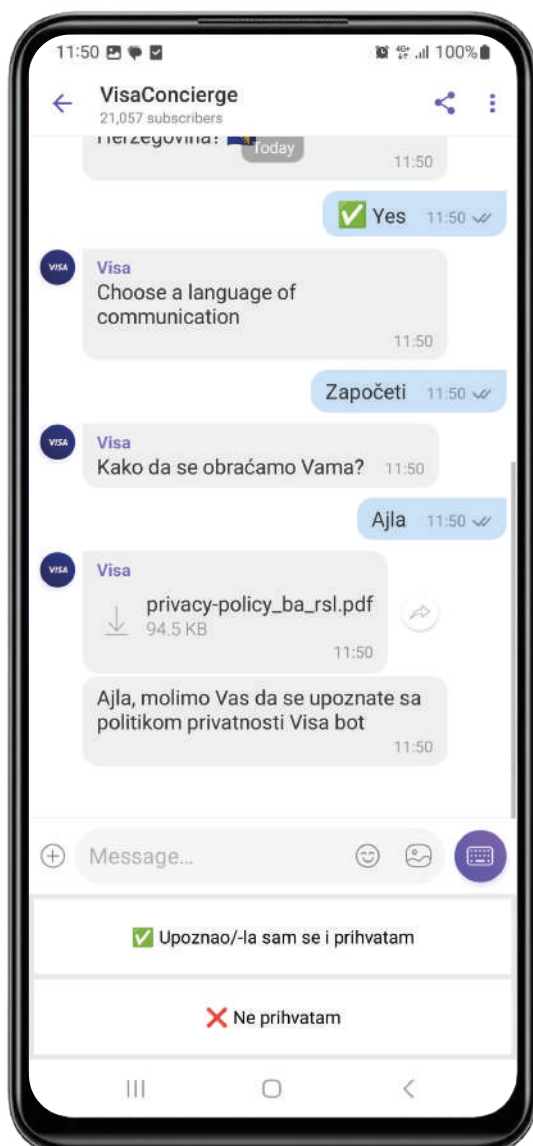 11:50
4G+
100%
VisaConcierge
21,057 subscribers
Herzegovina?
Today
11:50
✅ Yes 11:50
VISA
Visa
Choose a language of
communication
11:50
Započeti 11:50
VISA
Visa
Kako da se obraćamo Vama? 11:50
Ajla 11:50
VISA
Visa
privacy-policy_ba_rsl.pdf
94.5 KB
11:50
Ajla, molimo Vas da se upoznate sa
politikom privatnosti Visa bot
11:50
Message...
✅ Upoznao/-la sam se i prihvatam
❌ Ne prihvatam